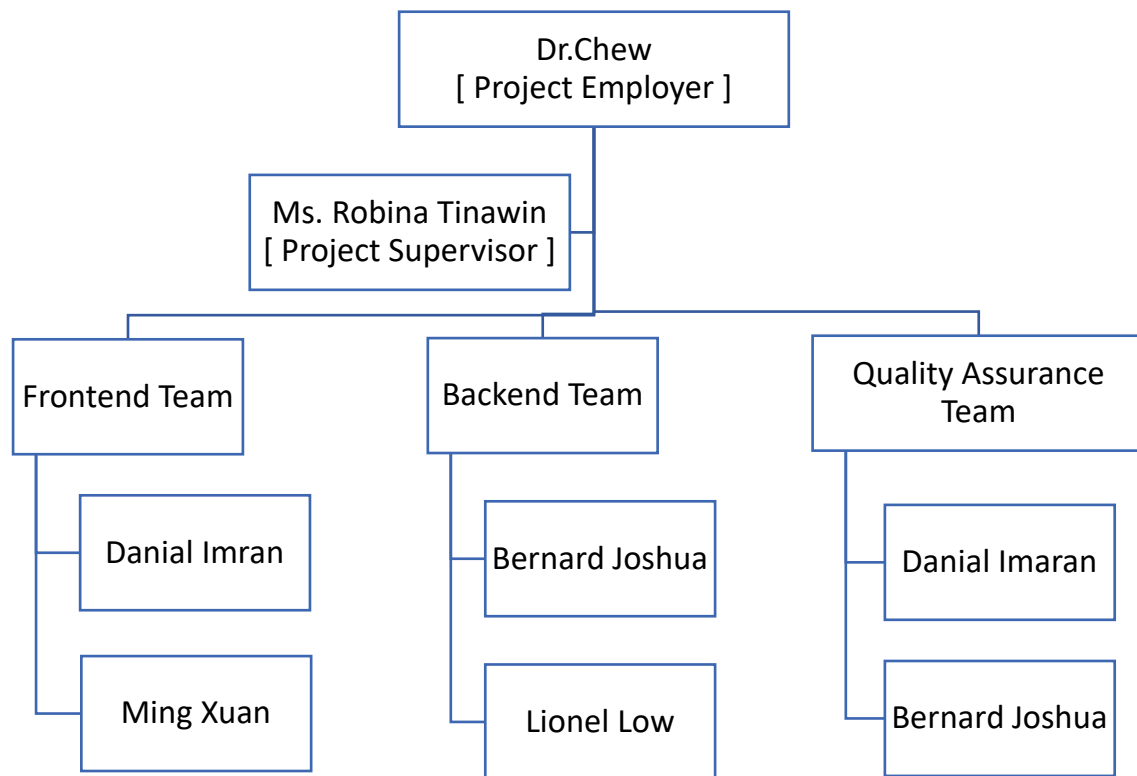 Dr.Chew
[ Project Employer ]
Ms. Robina Tinawin
[ Project Supervisor ]
Frontend Team
Backend Team
Quality Assurance
Team
Danial Imran
Bernard Joshua
Danial Imaran
Ming Xuan
Lionel Low
Bernard Joshua